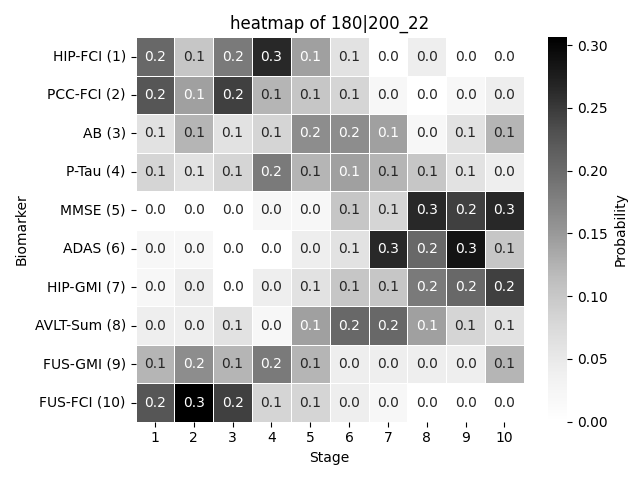 heatmap of 180|200_22
HIP-FCI (1) 0.2 0.1 0.2 0.3 0.1 0.1 0.0 0.0 0.0 0.0
PCC-FCI (2) 0.2 0.1 0.2 0.1 0.1 0.1 0.0 0.0 0.0 0.0
AB (3) 0.1 0.1 0.1 0.1 0.2 0.2 0.1 0.0 0.1 0.1
P-Tau (4) 0.1 0.1 0.1 0.2 0.1 0.1 0.1 0.1 0.1 0.0
MMSE (5) 0.0 0.0 0.0 0.0 0.0 0.1 0.1 0.3 0.2 0.3
ADAS (6) 0.0 0.0 0.0 0.0 0.0 0.1 0.3 0.2 0.3 0.1
HIP-GMI (7) 0.0 0.0 0.0 0.0 0.1 0.1 0.1 0.2 0.2 0.2
AVLT-Sum (8) 0.0 0.0 0.1 0.0 0.1 0.2 0.2 0.1 0.1 0.1
FUS-GMI (9) 0.1 0.2 0.1 0.2 0.1 0.0 0.0 0.0 0.0 0.1
FUS-FCI (10) 0.2 0.3 0.2 0.1 0.1 0.0 0.0 0.0 0.0 0.0
1 2 3 4 5 6 7 8 9 10
Stage
Biomarker
0.30
0.25
0.20
0.15
0.10
0.05
0.00
Probability